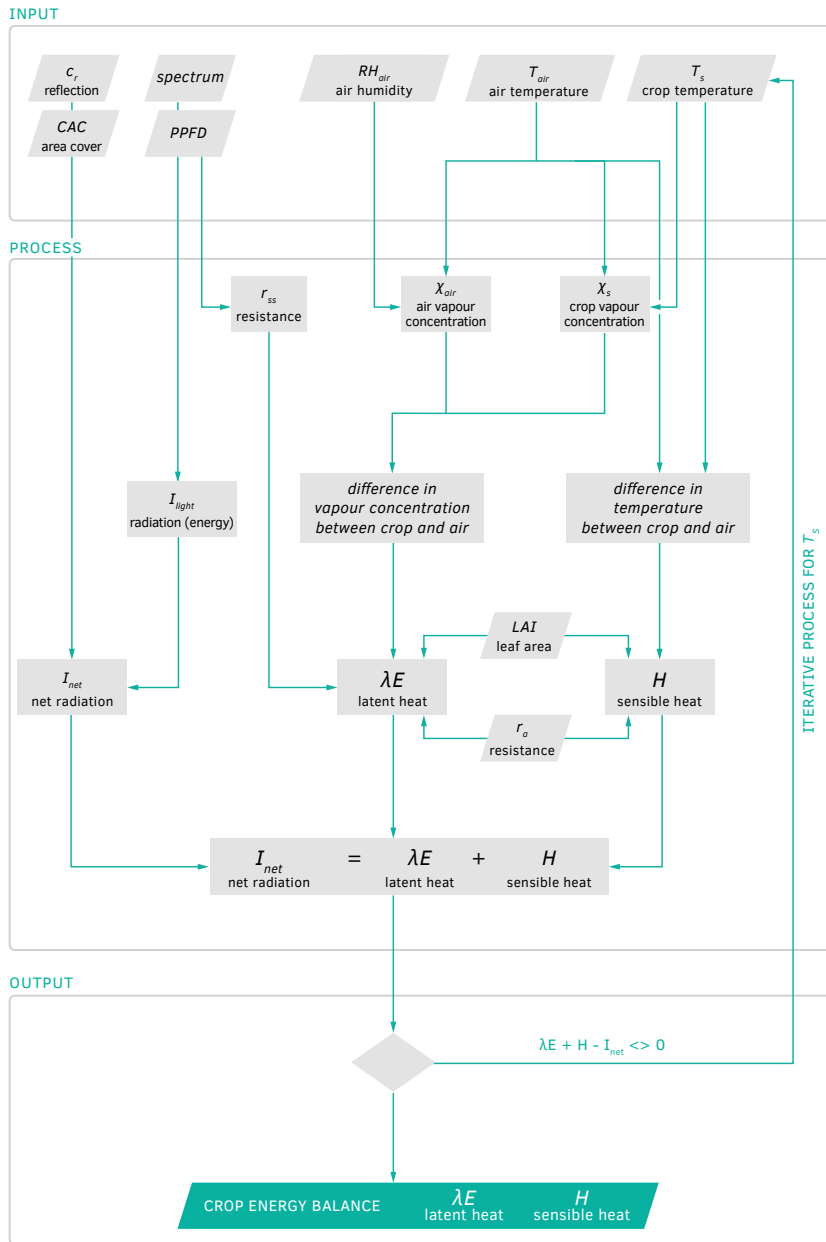 INPUT
c_r
reflection
spectrum
RH_air
air humidity
T_air
air temperature
T_s
crop temperature
CAC
area cover
PPFD
PROCESS
r_ss
resistance
χ_air
air vapour
concentration
χ_s
crop vapour
concentration
I_light
radiation (energy)
difference in
vapour concentration
between crop and air
difference in
temperature
between crop and air
ITERATIVE PROCESS FOR T_s
LAI
leaf area
I_net
net radiation
λE
latent heat
H
sensible heat
r_a
resistance
I_net = λE + H
net radiation latent heat sensible heat
OUTPUT
λE + H - I_net <> 0
CROP ENERGY BALANCE λE H
latent heat sensible heat